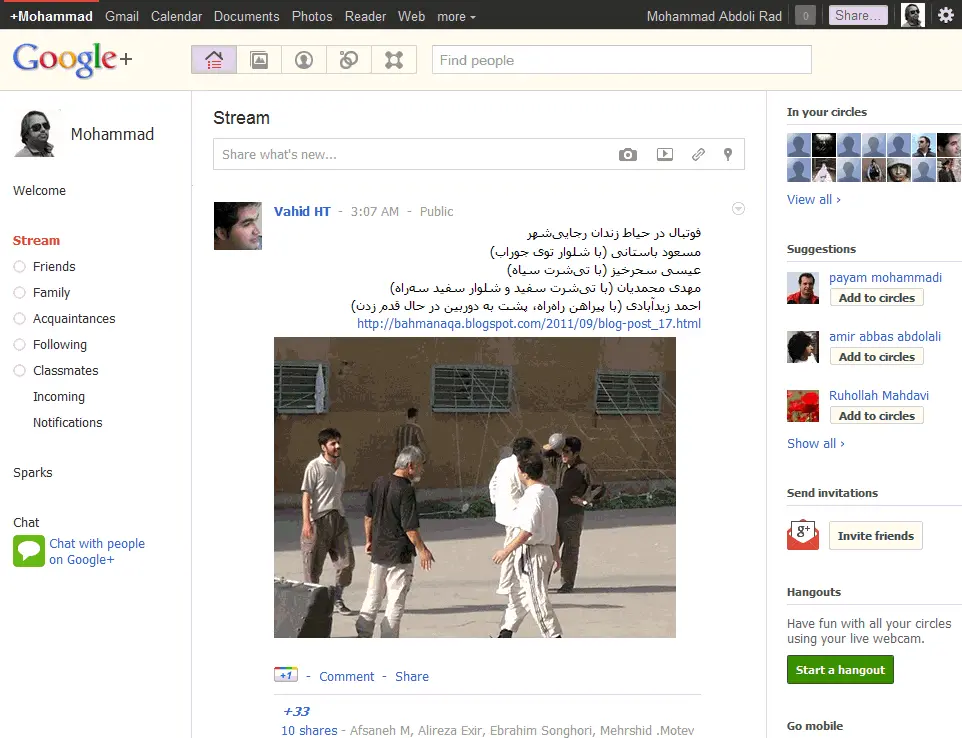 +Mohammad Gmail Calendar Documents Photos Reader Web more
Mohammad Abdoli Rad 0 Share...
Google+
Find people
Mohammad
Welcome
Stream
Friends
Family
Acquaintances
Following
Classmates
Incoming
Notifications
Sparks
Chat
Chat with people
on Google+
Stream
Share what's new...
Vahid HT - 3:07 AM - Public
فوتبال در حیاط زندان رجایی‌شهر
مسعود باستانی (با شلوار توی جوراب)
عیسی سحرخیز (با تی‌شرت سیاه)
مهدی محمدیان (با تی‌شرت سفید و شلوار سفید سه‌راه)
احمد زیدآبادی (با پیراهن راه‌راه، پشت به دوربین در حال قدم زدن)
http://bahmanaqa.blogspot.com/2011/09/blog-post_17.html
+1 - Comment - Share
+33
10 shares - Afsaneh M, Alireza Exir, Ebrahim Songhori, Mehrshid .Motev
In your circles
View all ›
Suggestions
payam mohammadi
Add to circles
amir abbas abdolali
Add to circles
Ruhollah Mahdavi
Add to circles
Show all ›
Send invitations
g+
Invite friends
Hangouts
Have fun with all your circles
using your live webcam.
Start a hangout
Go mobile